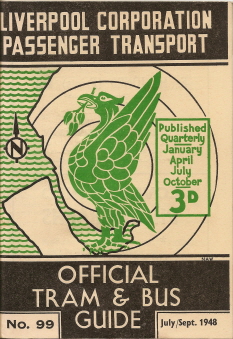 LIVERPOOL CORPORATION
PASSENGER TRANSPORT
N
Published
Quarterly
January
April
July
October
3D
OFFICIAL
TRAM & BUS
GUIDE
No. 99
July/Sept. 1948